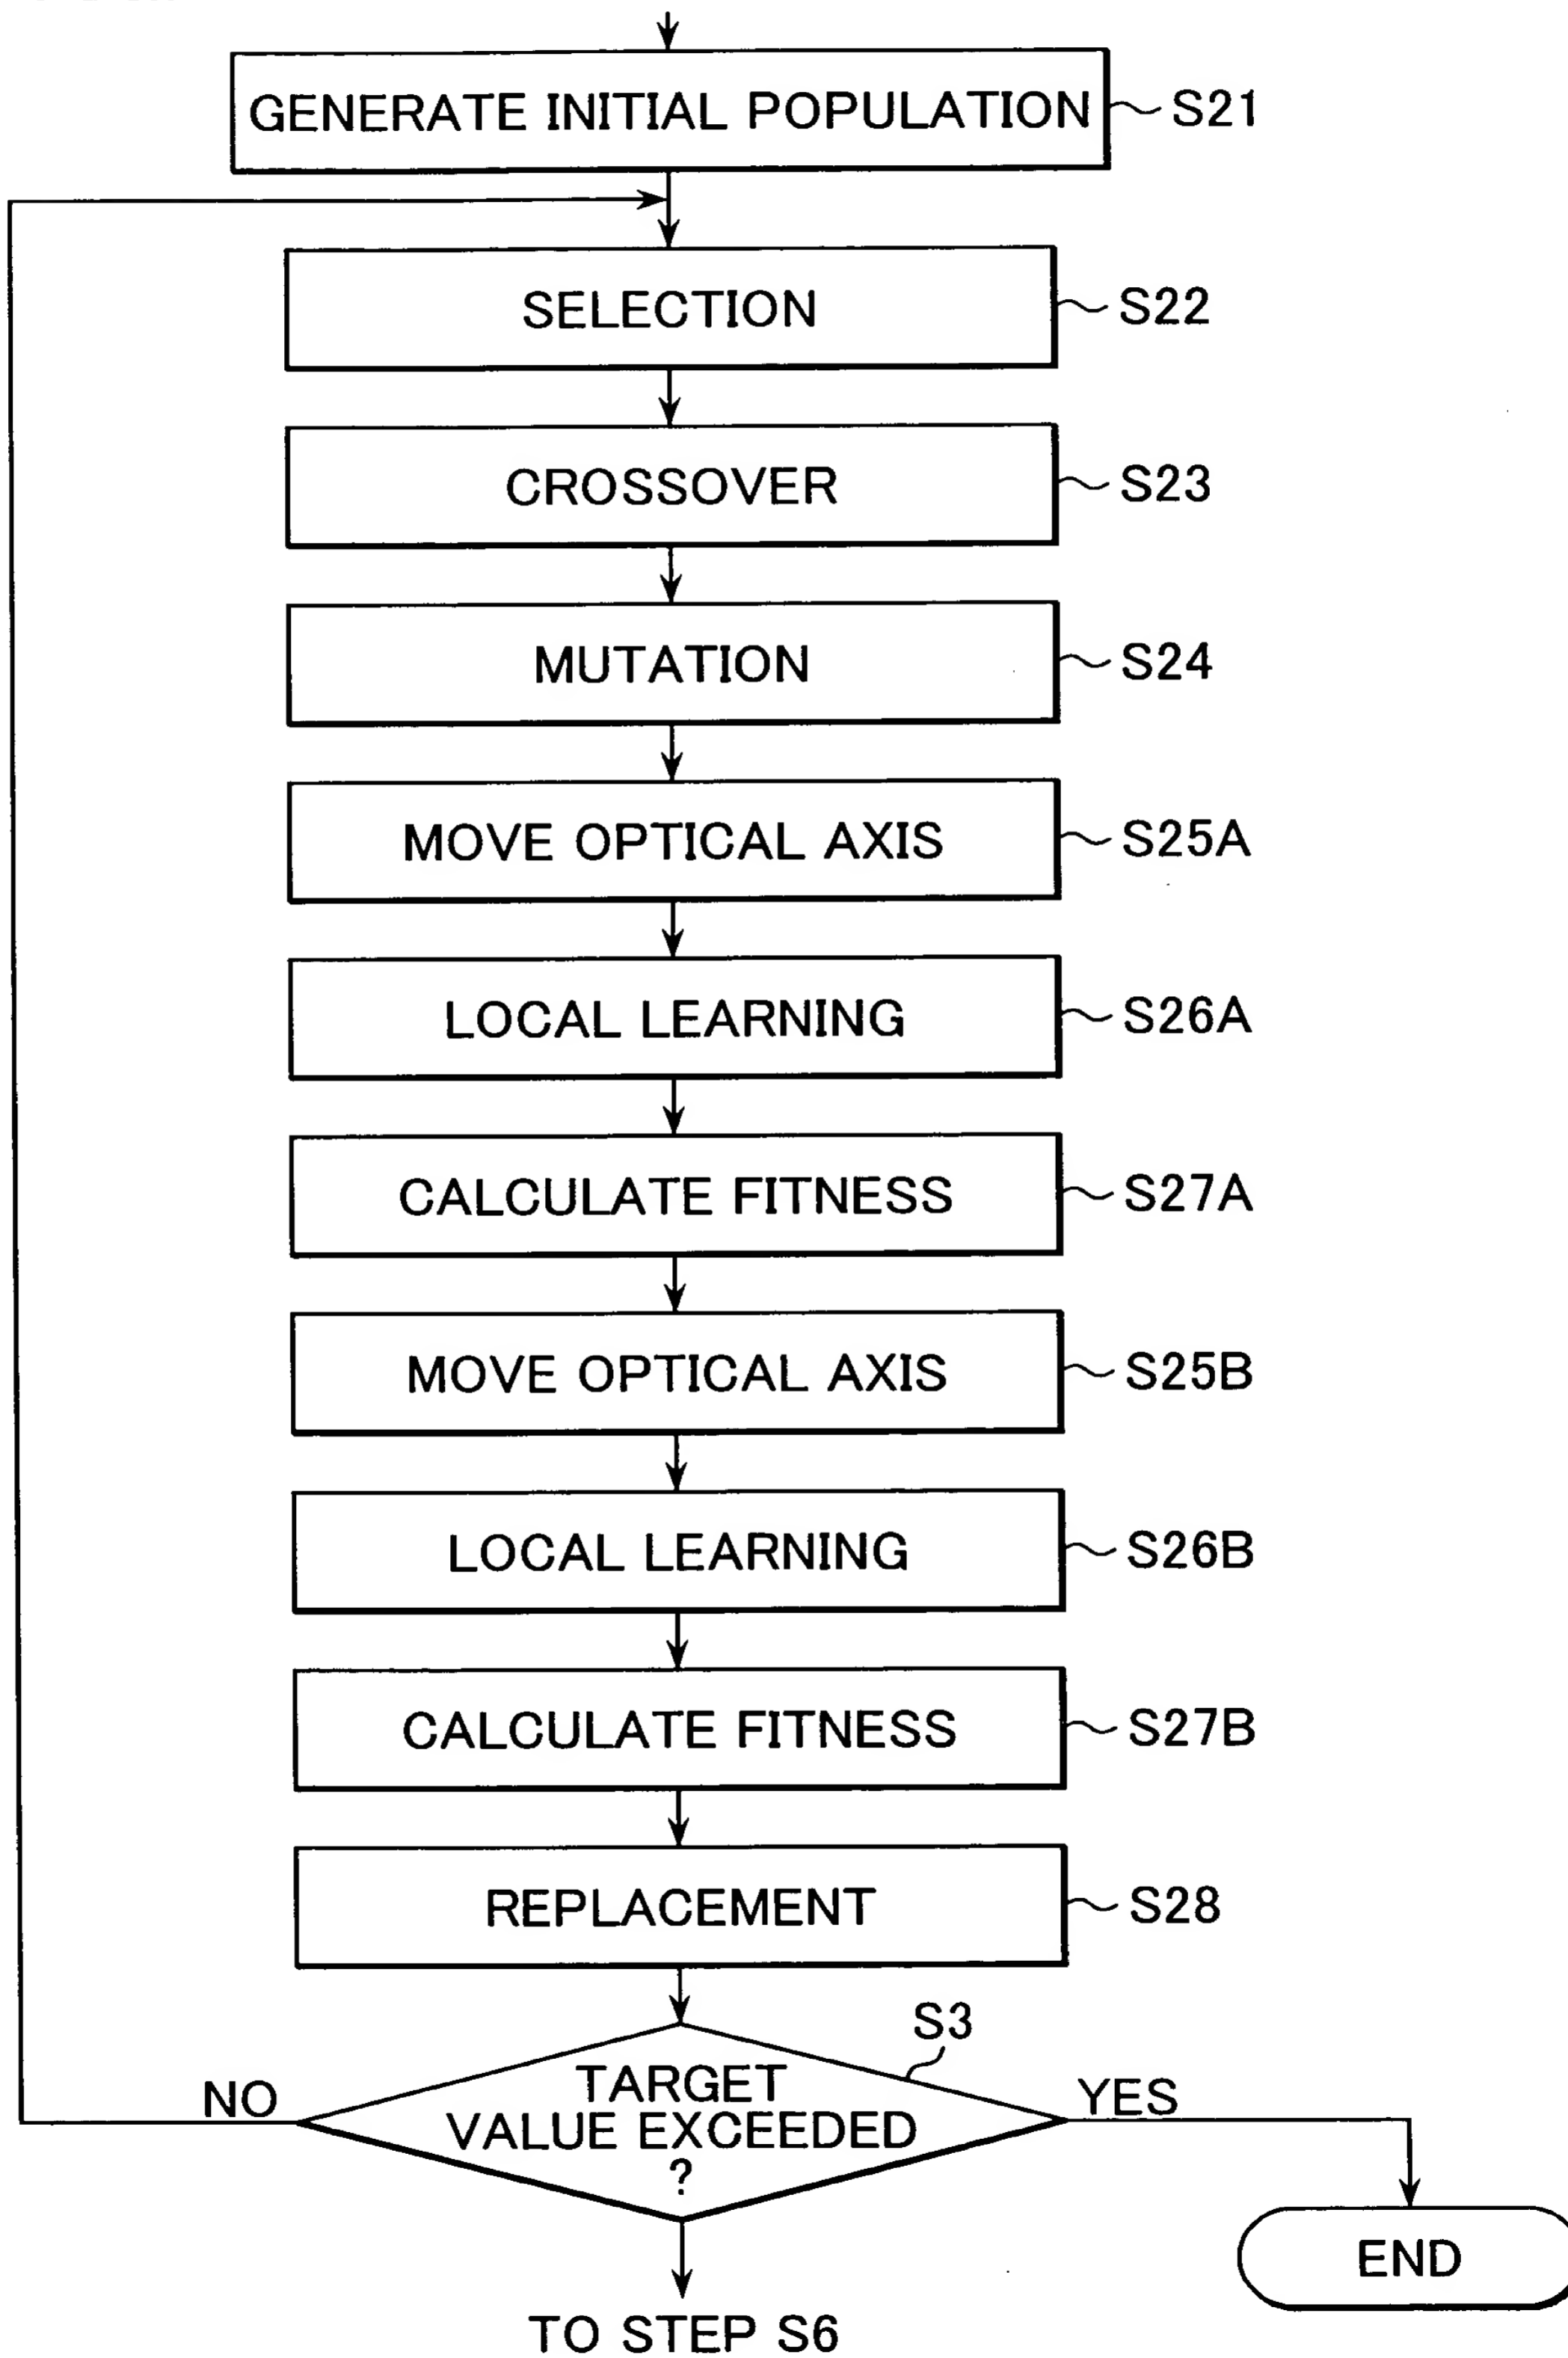 GENERATE INITIAL POPULATION
S21
SELECTION
S22
CROSSOVER
S23
MUTATION
S24
MOVE OPTICAL AXIS
S25A
LOCAL LEARNING
S26A
CALCULATE FITNESS
S27A
MOVE OPTICAL AXIS
S25B
LOCAL LEARNING
S26B
CALCULATE FITNESS
S27B
REPLACEMENT
S28
S3
TARGET
VALUE EXCEEDED
?
NO
YES
END
TO STEP S6